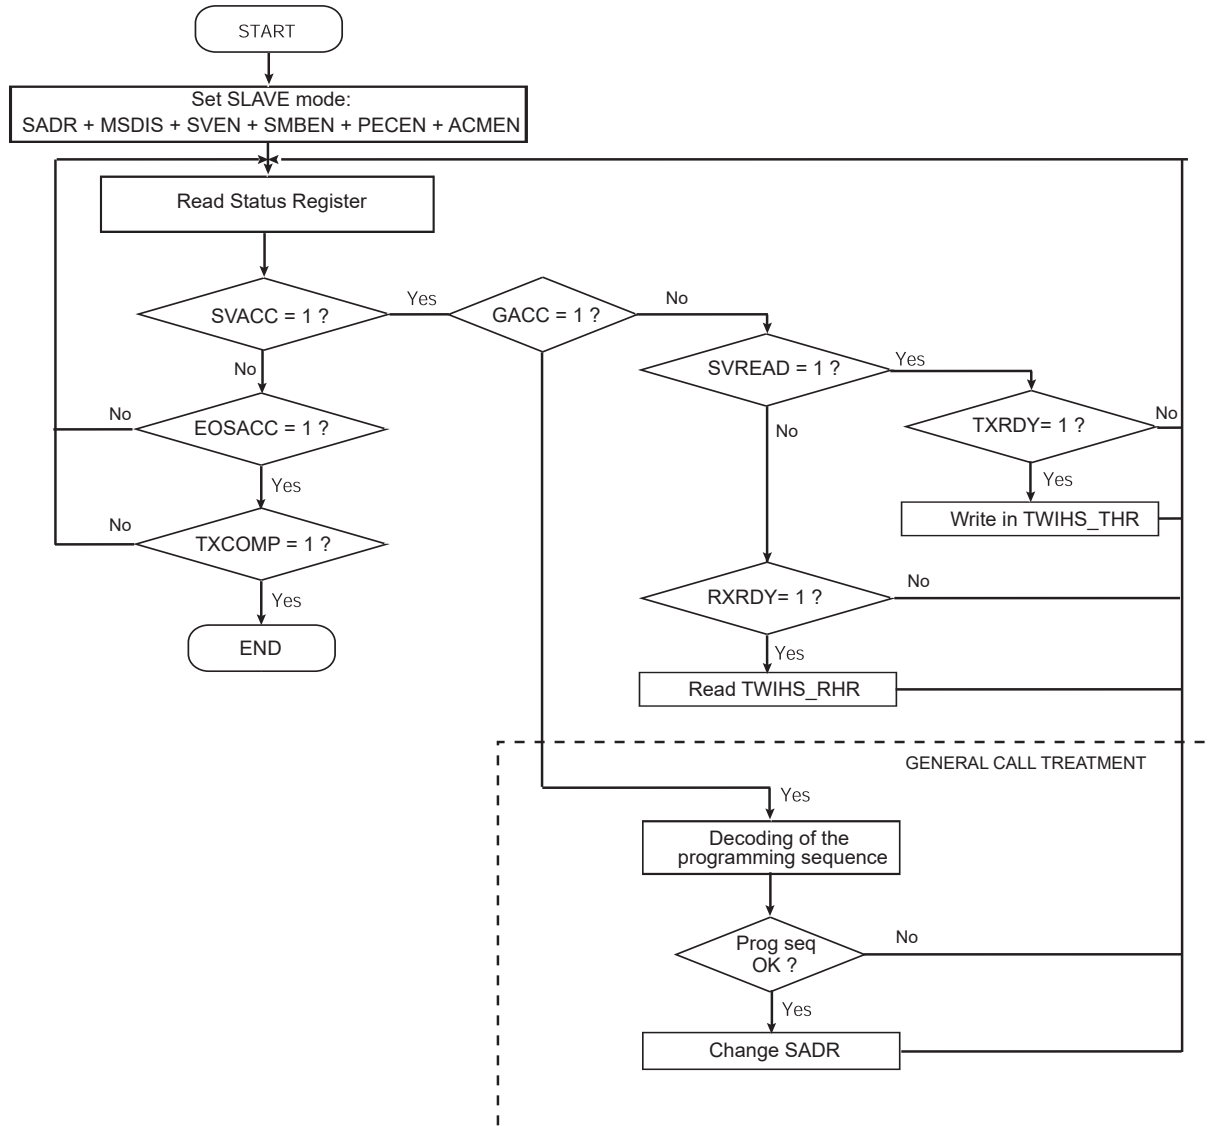 START
Set SLAVE mode:
SADR + MSDIS + SVEN + SMBEN + PECEN + ACMEN
Read Status Register
SVACC = 1 ?
Yes
GACC = 1 ?
No
SVREAD = 1 ?
Yes
No
EOSACC = 1 ?
No
TXRDY= 1 ?
No
No
Yes
Yes
Write in TWIHS_THR
TXCOMP = 1 ?
No
RXRDY= 1 ?
No
Yes
END
Yes
Read TWIHS_RHR
GENERAL CALL TREATMENT
Yes
Decoding of the
programming sequence
Prog seq
OK ?
No
Yes
Change SADR